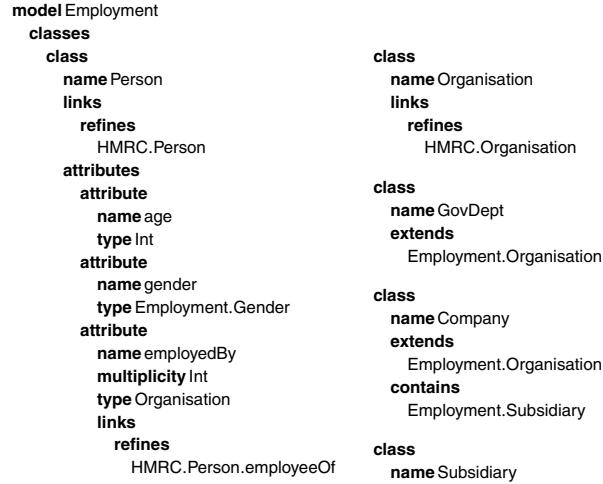 model Employment
classes
class
name Person
links
refines
HMRC.Person
attributes
attribute
name age
type Int
attribute
name gender
type Employment.Gender
attribute
name employedBy
multiplicity Int
type Organisation
links
refines
HMRC.Person.employeeOf
class
name Organisation
links
refines
HMRC.Organisation
class
name GovDept
extends
Employment.Organisation
class
name Company
extends
Employment.Organisation
contains
Employment.Subsidiary
class
name Subsidiary